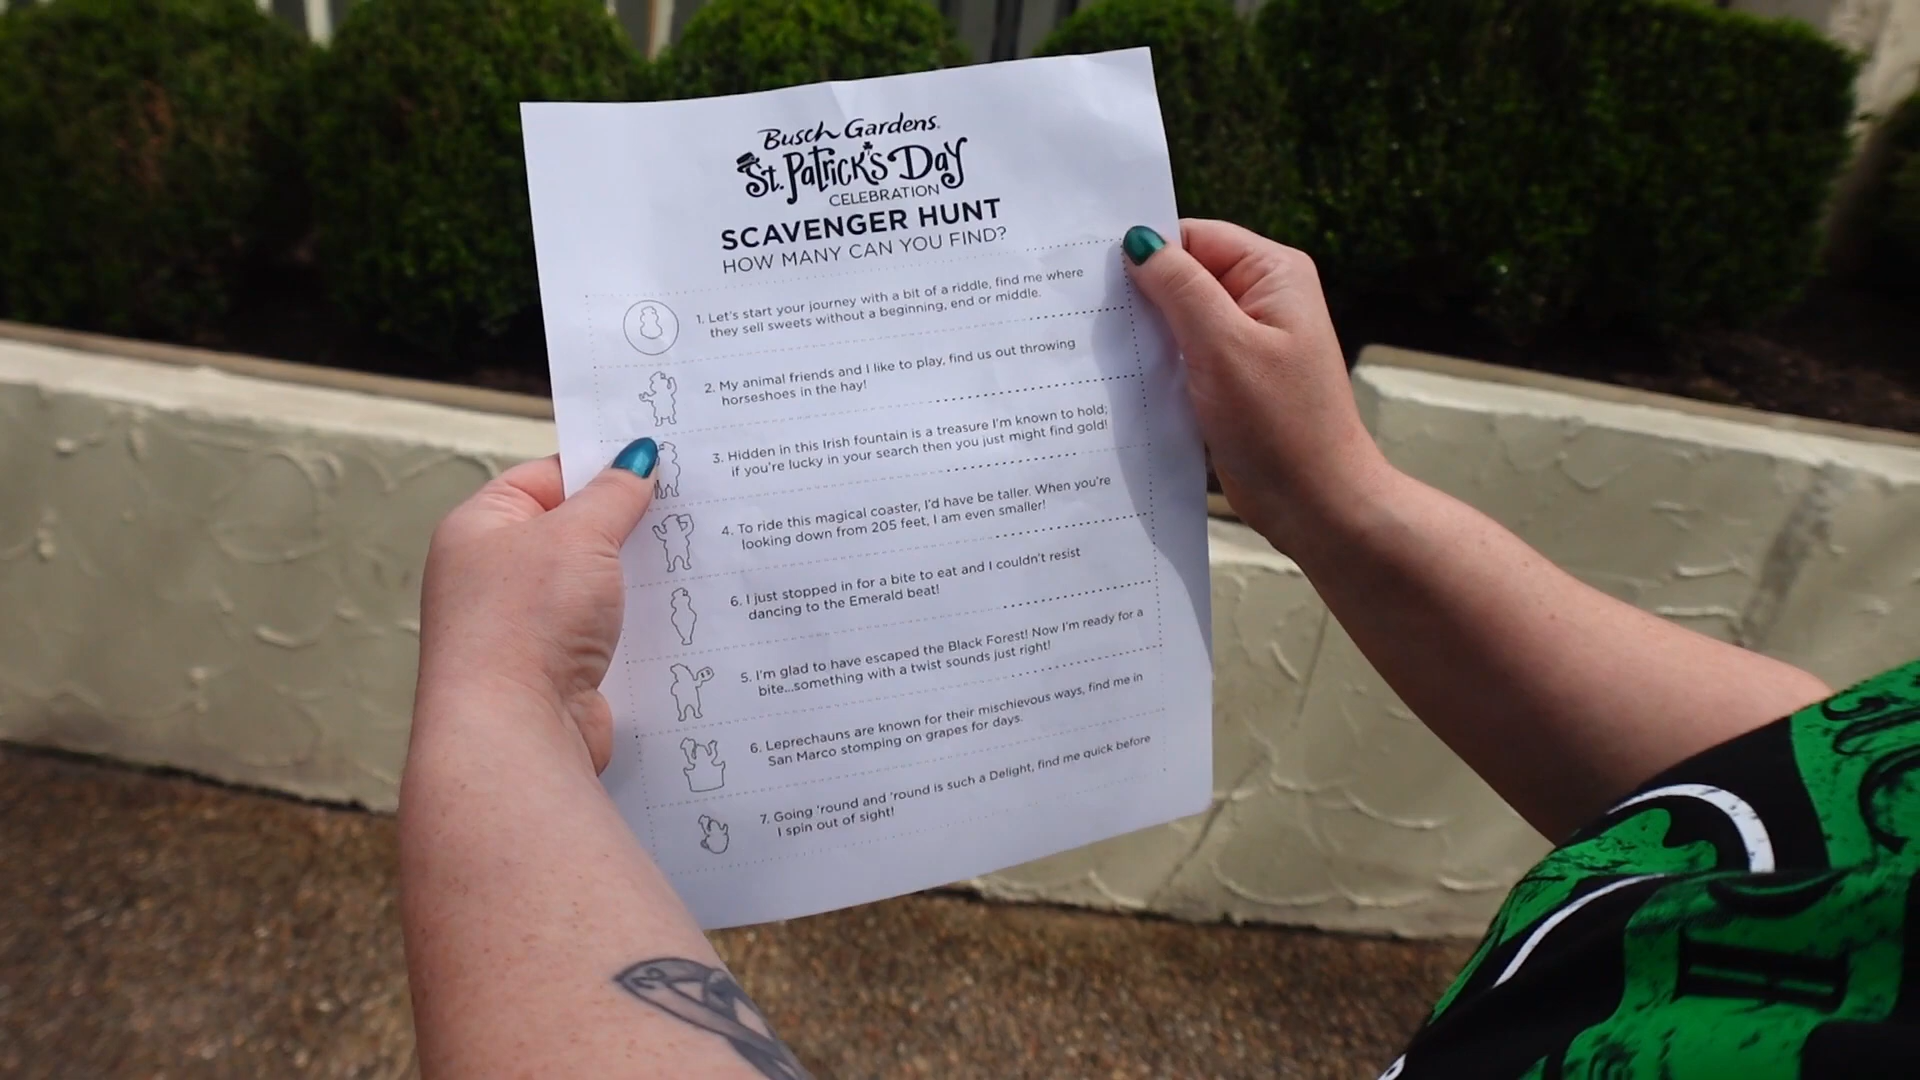 Busch Gardens.
St. Patrick's Day
CELEBRATION
SCAVENGER HUNT
HOW MANY CAN YOU FIND?
1. Let's start your journey with a bit of a riddle, find me where
they sell sweets without a beginning, end or middle.
2. My animal friends and I like to play, find us out throwing
horseshoes in the hay!
3. Hidden in this Irish fountain is a treasure I'm known to hold;
if you're lucky in your search then you just might find gold!
4. To ride this magical coaster, I'd have be taller. When you're
looking down from 205 feet, I am even smaller!
6. I just stopped in for a bite to eat and I couldn't resist
dancing to the Emerald beat!
5. I'm glad to have escaped the Black Forest! Now I'm ready for a
bite...something with a twist sounds just right!
6. Leprechauns are known for their mischievous ways, find me in
San Marco stomping on grapes for days.
7. Going 'round and 'round is such a Delight, find me quick before
I spin out of sight!